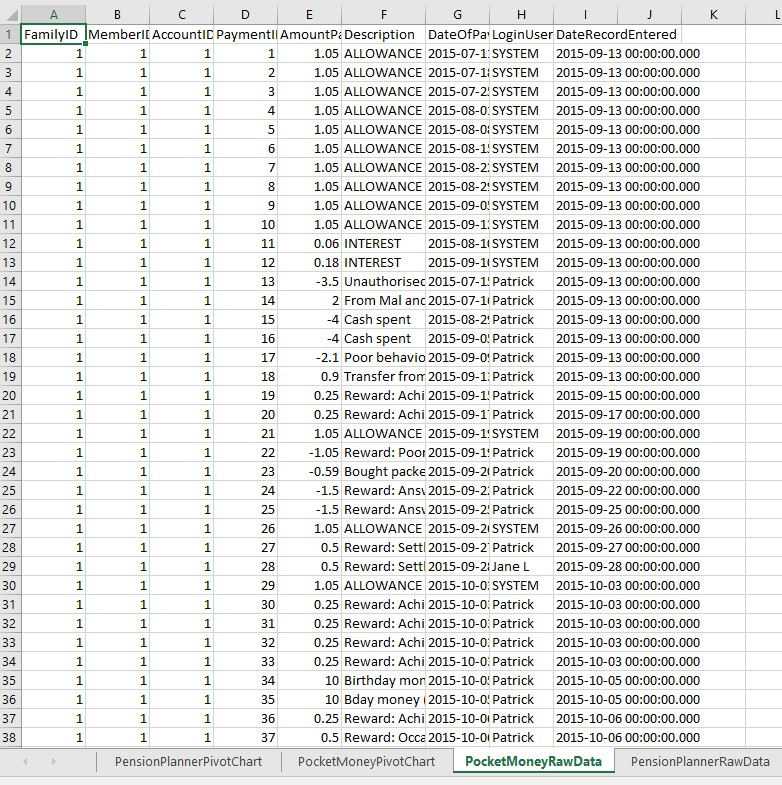 A B C D E F G H I J K L
1 FamilyID MemberID AccountID PaymentI AmountPa Description DateOfPay LoginUser DateRecordEntered
2 1 1 1 1 1.05 ALLOWANCE 2015-07-1 SYSTEM 2015-09-13 00:00:00.000
3 1 1 1 2 1.05 ALLOWANCE 2015-07-1 SYSTEM 2015-09-13 00:00:00.000
4 1 1 1 3 1.05 ALLOWANCE 2015-07-2 SYSTEM 2015-09-13 00:00:00.000
5 1 1 1 4 1.05 ALLOWANCE 2015-08-0 SYSTEM 2015-09-13 00:00:00.000
6 1 1 1 5 1.05 ALLOWANCE 2015-08-0 SYSTEM 2015-09-13 00:00:00.000
7 1 1 1 6 1.05 ALLOWANCE 2015-08-1 SYSTEM 2015-09-13 00:00:00.000
8 1 1 1 7 1.05 ALLOWANCE 2015-08-2 SYSTEM 2015-09-13 00:00:00.000
9 1 1 1 8 1.05 ALLOWANCE 2015-08-2 SYSTEM 2015-09-13 00:00:00.000
10 1 1 1 9 1.05 ALLOWANCE 2015-09-0 SYSTEM 2015-09-13 00:00:00.000
11 1 1 1 10 1.05 ALLOWANCE 2015-09-1 SYSTEM 2015-09-13 00:00:00.000
12 1 1 1 11 0.06 INTEREST 2015-08-1 SYSTEM 2015-09-13 00:00:00.000
13 1 1 1 12 0.18 INTEREST 2015-09-1 SYSTEM 2015-09-13 00:00:00.000
14 1 1 1 13 -3.5 Unauthorised 2015-07-1 Patrick 2015-09-13 00:00:00.000
15 1 1 1 14 2 From Mal and 2015-07-1 Patrick 2015-09-13 00:00:00.000
16 1 1 1 15 -4 Cash spent 2015-08-2 Patrick 2015-09-13 00:00:00.000
17 1 1 1 16 -4 Cash spent 2015-09-0 Patrick 2015-09-13 00:00:00.000
18 1 1 1 17 -2.1 Poor behavio 2015-09-0 Patrick 2015-09-13 00:00:00.000
19 1 1 1 18 0.9 Transfer from 2015-09-1 Patrick 2015-09-13 00:00:00.000
20 1 1 1 19 0.25 Reward: Achi 2015-09-1 Patrick 2015-09-15 00:00:00.000
21 1 1 1 20 0.25 Reward: Achi 2015-09-1 Patrick 2015-09-17 00:00:00.000
22 1 1 1 21 1.05 ALLOWANCE 2015-09-1 SYSTEM 2015-09-19 00:00:00.000
23 1 1 1 22 -1.05 Reward: Poor 2015-09-1 Patrick 2015-09-19 00:00:00.000
24 1 1 1 23 -0.59 Bought packe 2015-09-2 Patrick 2015-09-20 00:00:00.000
25 1 1 1 24 -1.5 Reward: Answ 2015-09-2 Patrick 2015-09-22 00:00:00.000
26 1 1 1 25 -1.5 Reward: Answ 2015-09-2 Patrick 2015-09-25 00:00:00.000
27 1 1 1 26 1.05 ALLOWANCE 2015-09-2 SYSTEM 2015-09-26 00:00:00.000
28 1 1 1 27 0.5 Reward: Settl 2015-09-2 Patrick 2015-09-27 00:00:00.000
29 1 1 1 28 0.5 Reward: Settl 2015-09-2 Jane L 2015-09-28 00:00:00.000
30 1 1 1 29 1.05 ALLOWANCE 2015-10-0 SYSTEM 2015-10-03 00:00:00.000
31 1 1 1 30 0.25 Reward: Achi 2015-10-0 Patrick 2015-10-03 00:00:00.000
32 1 1 1 31 0.25 Reward: Achi 2015-10-0 Patrick 2015-10-03 00:00:00.000
33 1 1 1 32 0.25 Reward: Achi 2015-10-0 Patrick 2015-10-03 00:00:00.000
34 1 1 1 33 0.25 Reward: Achi 2015-10-0 Patrick 2015-10-03 00:00:00.000
35 1 1 1 34 10 Birthday mon 2015-10-0 Patrick 2015-10-05 00:00:00.000
36 1 1 1 35 10 Bday money 2015-10-0 Patrick 2015-10-05 00:00:00.000
37 1 1 1 36 0.25 Reward: Achi 2015-10-0 Patrick 2015-10-06 00:00:00.000
38 1 1 1 37 0.5 Reward: Occa 2015-10-0 Patrick 2015-10-06 00:00:00.000
PensionPlannerPivotChart PocketMoneyPivotChart PocketMoneyRawData PensionPlannerRawData